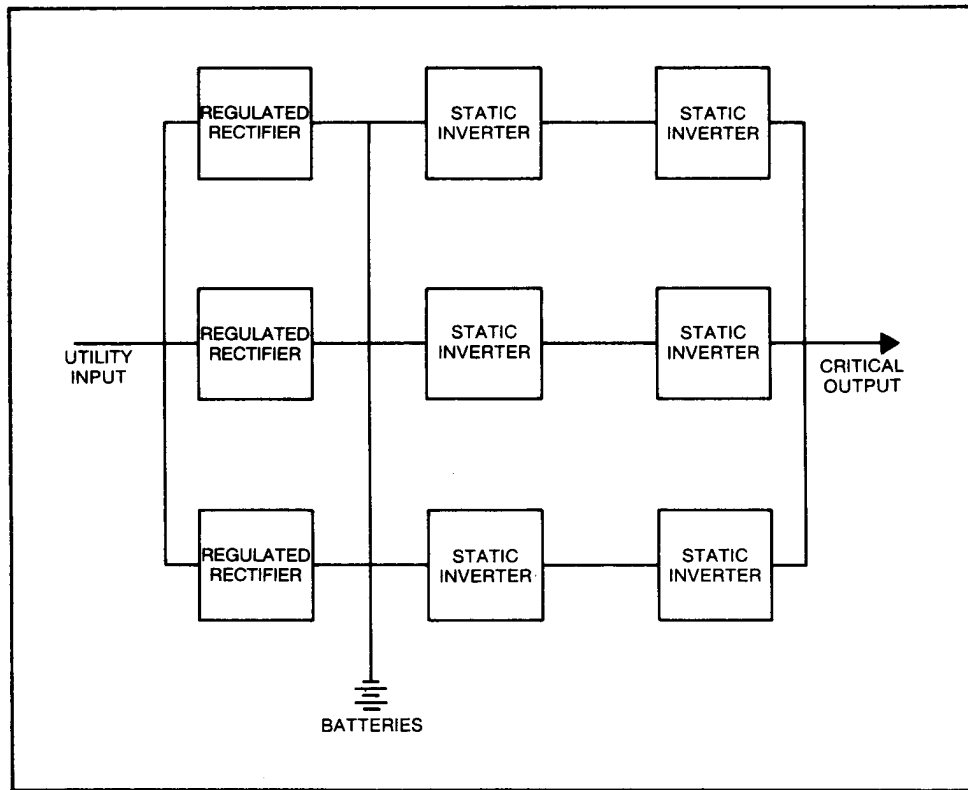 REGULATED
RECTIFIER
STATIC
INVERTER
STATIC
INVERTER
UTILITY
INPUT
REGULATED
RECTIFIER
STATIC
INVERTER
STATIC
INVERTER
CRITICAL
OUTPUT
REGULATED
RECTIFIER
STATIC
INVERTER
STATIC
INVERTER
BATTERIES